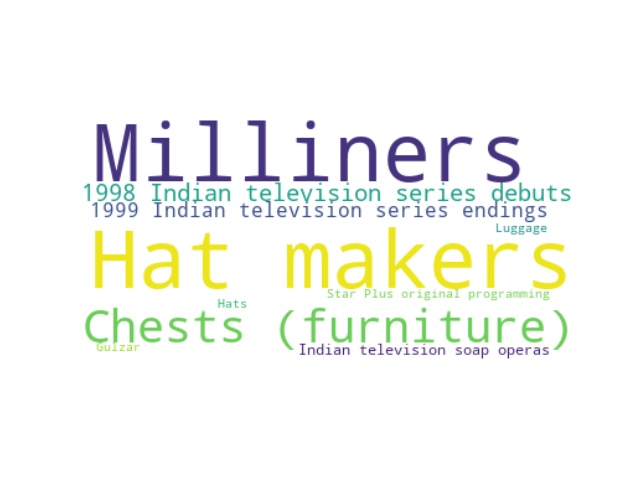 Milliners
1998 Indian television series debuts
1999 Indian television series endings
Luggage
Hat makers
Star Plus original programming
Hats
Chests (furniture)
Gulzar
Indian television soap operas